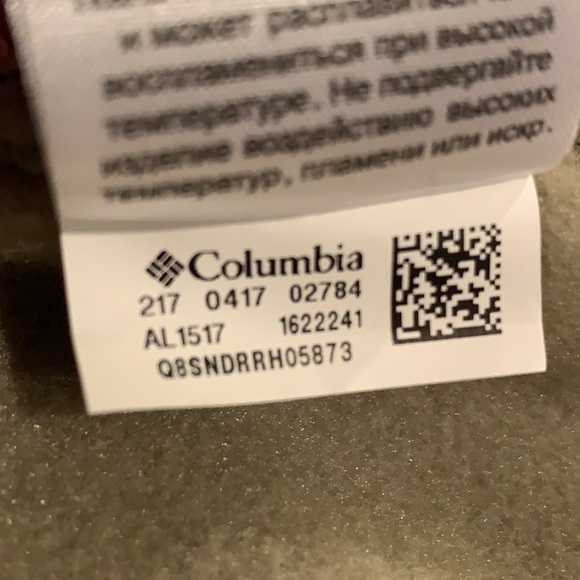 и может расплавиться
воспламениться при высокой
температуре. Не подвергайте
изделие воздействию высоких
температур, пламени или искр.
Columbia
217 0417 02784
AL1517 1622241
Q8SNDRRH05873